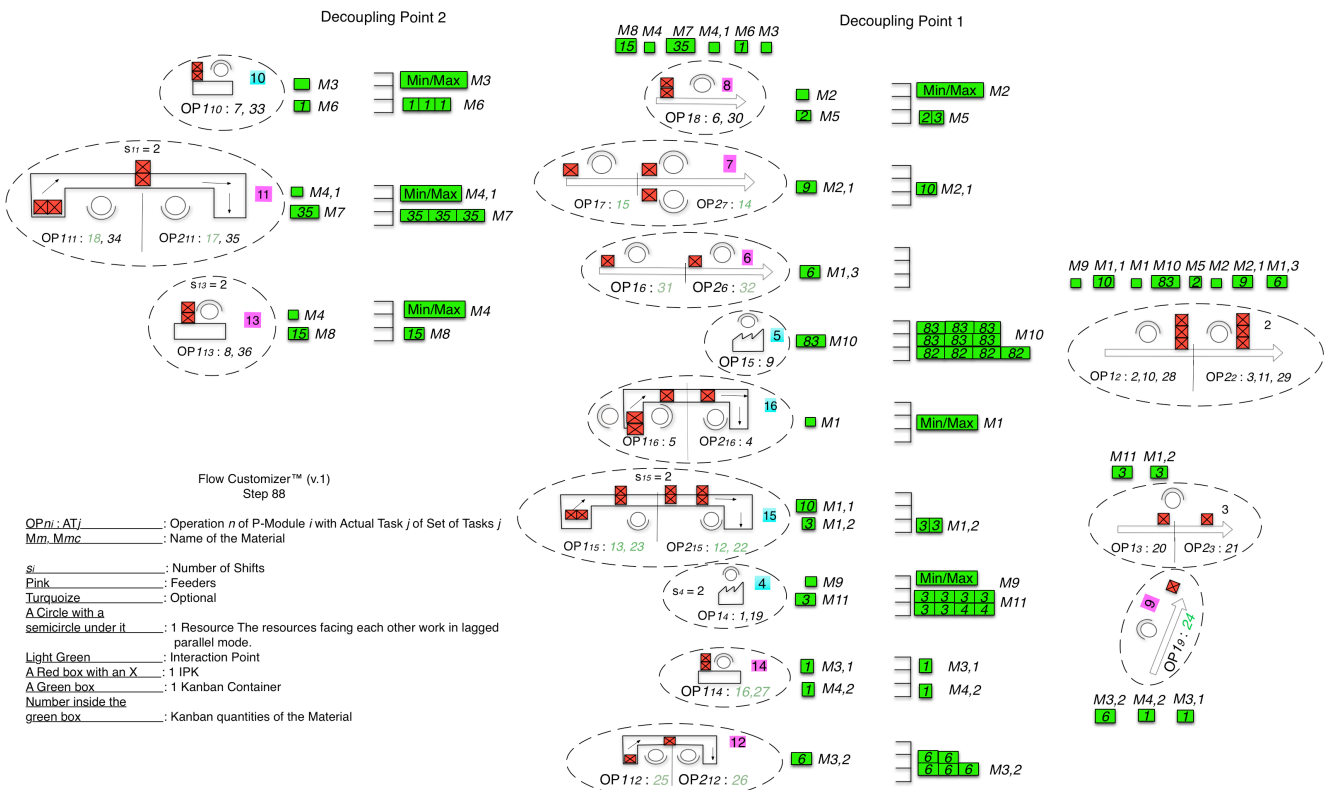 Decoupling Point 2
Decoupling Point 1
10
OP110 : 7, 33
M3
1 M6
Min/Max M3
1 1 1 M6
s11 = 2
11
OP111 : 18, 34
OP211 : 17, 35
M4,1
35 M7
Min/Max M4,1
35 35 35 M7
s13 = 2
13
OP113 : 8, 36
M4
15 M8
Min/Max M4
15 M8
Flow Customizer™ (v.1)
Step 88
OPni : ATj : Operation n of P-Module i with Actual Task j of Set of Tasks j
Mm, Mmc : Name of the Material
si : Number of Shifts
Pink : Feeders
Turquoize : Optional
A Circle with a
semicircle under it : 1 Resource The resources facing each other work in lagged
parallel mode.
Light Green : Interaction Point
A Red box with an X : 1 IPK
A Green box : 1 Kanban Container
Number inside the
green box : Kanban quantities of the Material
M8 M4 M7 M4,1 M6 M3
15 35 1
8
OP18 : 6, 30
M2
2 M5
Min/Max M2
2 3 M5
7
OP17 : 15
OP27 : 14
9 M2,1
10 M2,1
6
OP16 : 31
OP26 : 32
6 M1,3
5
OP15 : 9
83 M10
83 83 83
83 83 83 M10
82 82 82 82
16
OP116 : 5
OP216 : 4
M1
Min/Max M1
s15 = 2
15
OP115 : 13, 23
OP215 : 12, 22
10 M1,1
3 M1,2
3 3 M1,2
s4 = 2
4
OP14 : 1,19
M9
3 M11
Min/Max M9
3 3 3 3 M11
3 3 4 4
14
OP114 : 16,27
1 M3,1
1 M4,2
1 M3,1
1 M4,2
12
OP112 : 25
OP212 : 26
6 M3,2
6 6
6 6 6 M3,2
M9 M1,1 M1 M10 M5 M2 M2,1 M1,3
10 83 2 9 6
2
OP12 : 2,10, 28
OP22 : 3,11, 29
M11 M1,2
3 3
3
OP13 : 20
OP23 : 21
9
OP19 : 24
M3,2 M4,2 M3,1
6 1 1